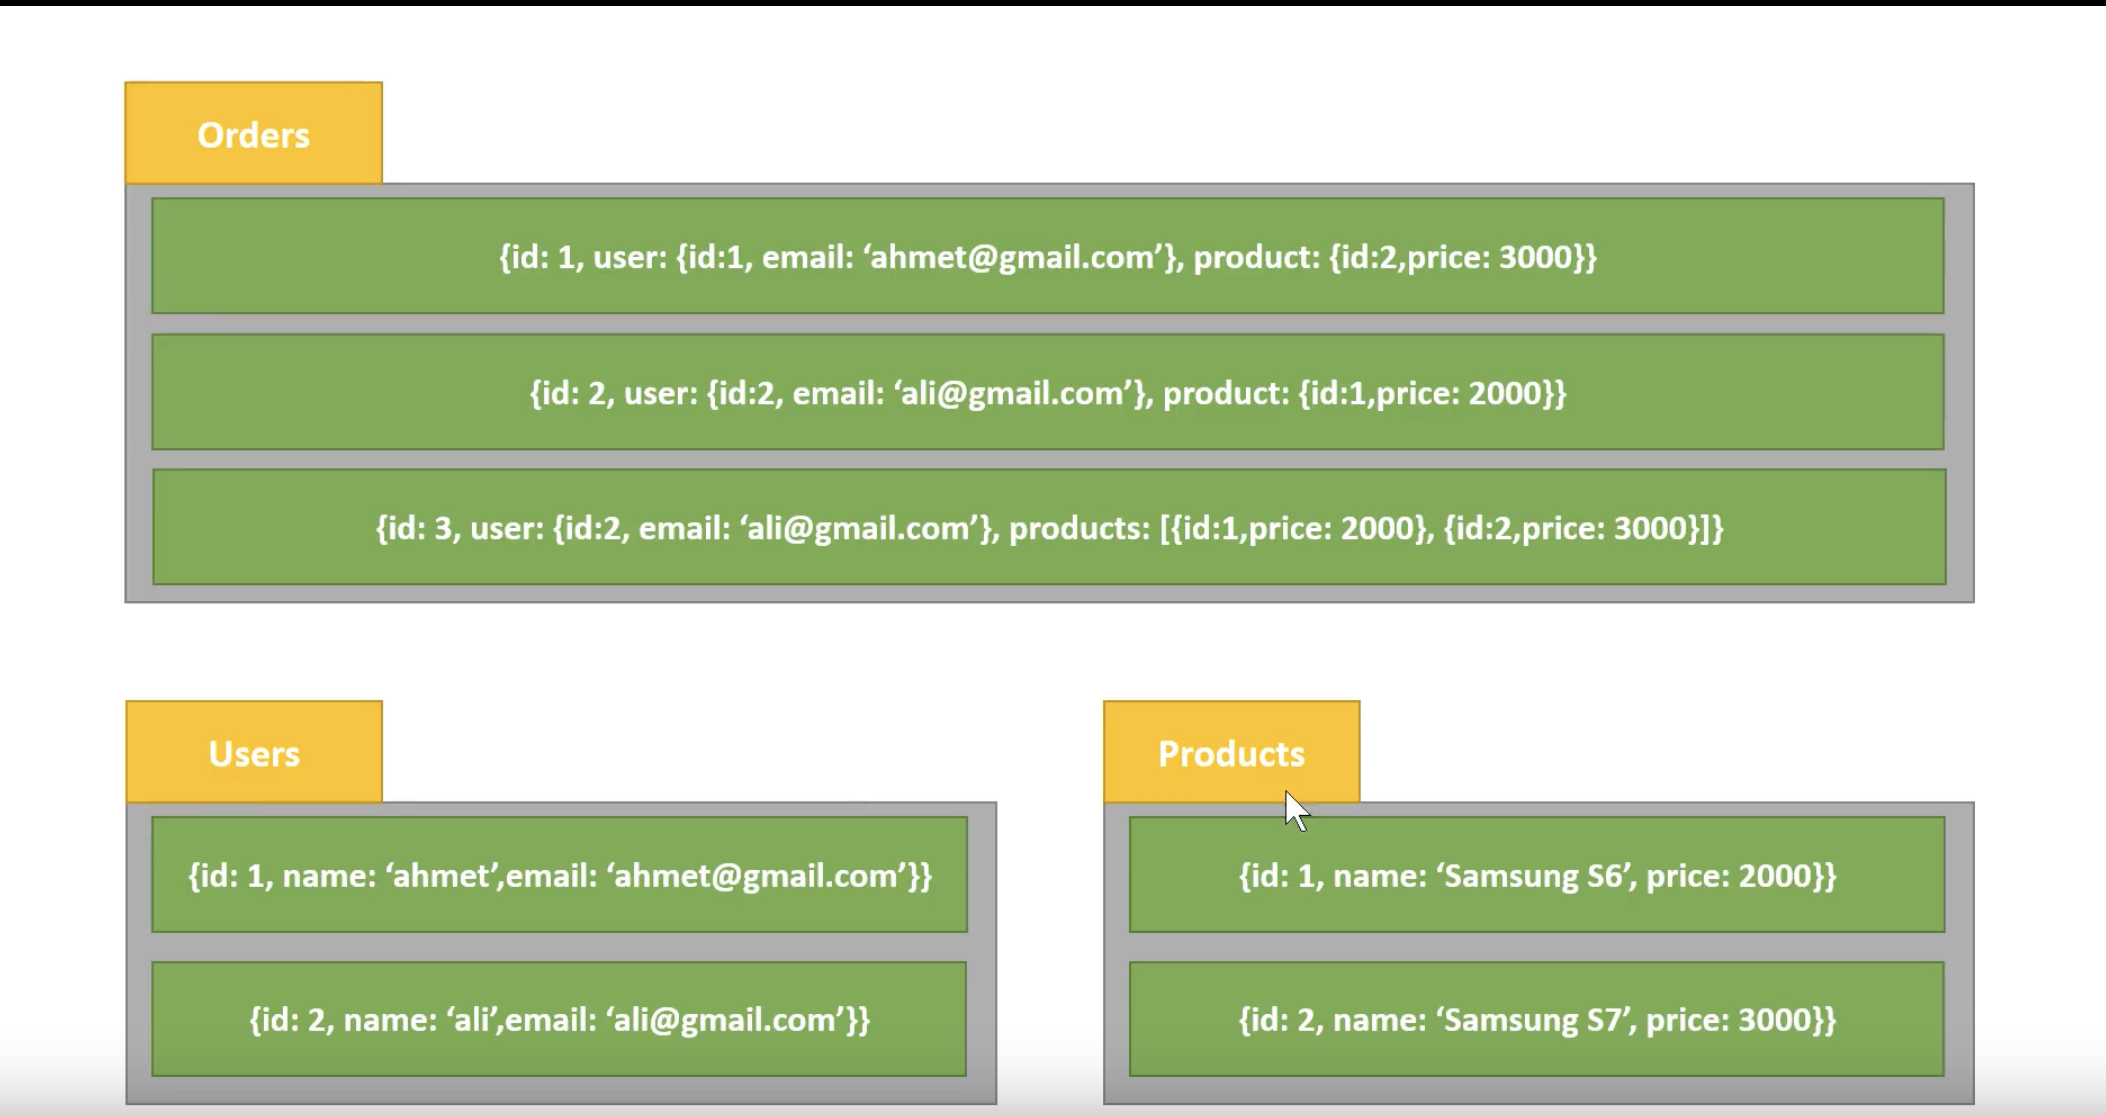 Orders
{id: 1, user: {id:1, email: ‘ahmet@gmail.com’}, product: {id:2,price: 3000}}
{id: 2, user: {id:2, email: ‘ali@gmail.com’}, product: {id:1,price: 2000}}
{id: 3, user: {id:2, email: ‘ali@gmail.com’}, products: [{id:1,price: 2000}, {id:2,price: 3000}]}
Users
{id: 1, name: ‘ahmet’,email: ‘ahmet@gmail.com’}}
{id: 2, name: ‘ali’,email: ‘ali@gmail.com’}}
Products
{id: 1, name: ‘Samsung S6’, price: 2000}}
{id: 2, name: ‘Samsung S7’, price: 3000}}